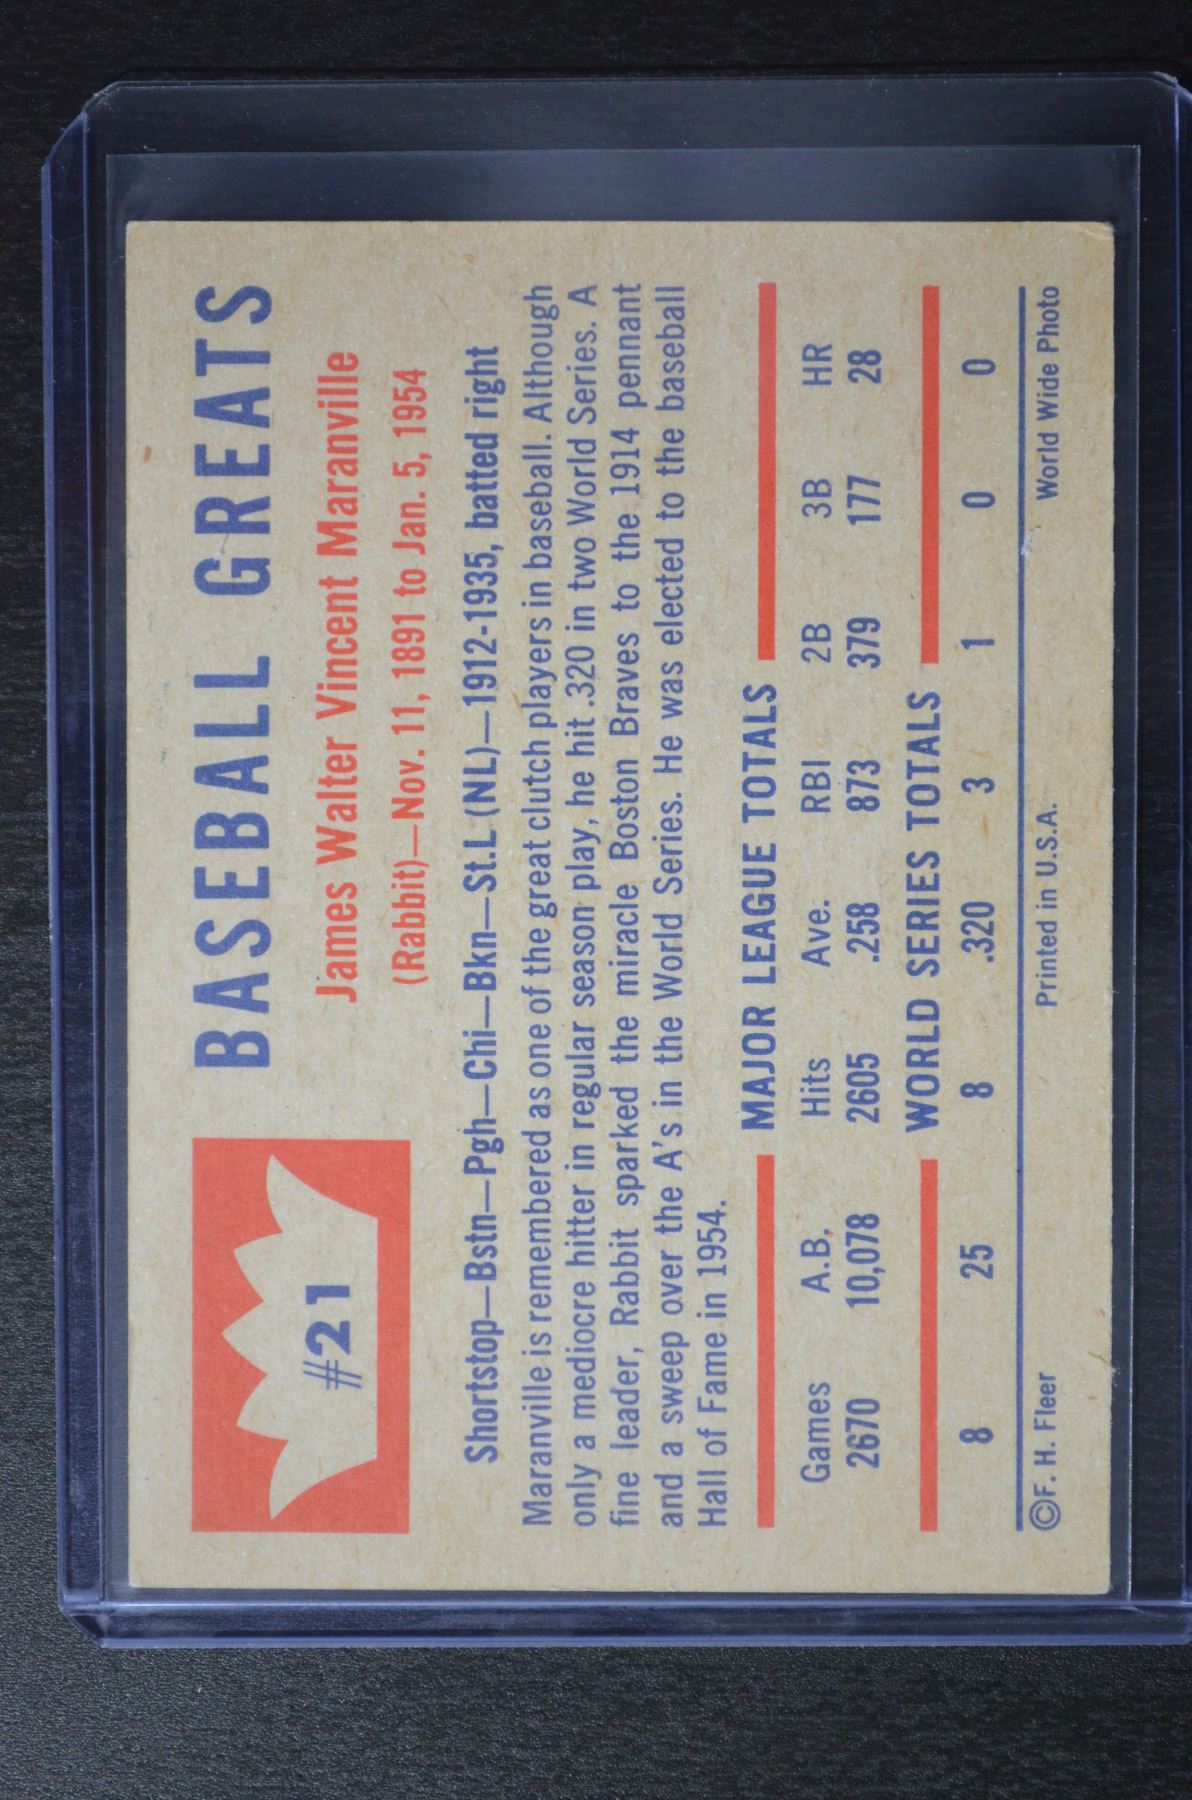 #21
BASEBALL GREATS
James Walter Vincent Maranville
(Rabbit)—Nov. 11, 1891 to Jan. 5, 1954
Shortstop—Bstn—Pgh—Chi—Bkn—St.L (NL)—1912-1935, batted right
Maranville is remembered as one of the great clutch players in baseball. Although
only a mediocre hitter in regular season play, he hit .320 in two World Series. A
fine leader, Rabbit sparked the miracle Boston Braves to the 1914 pennant
and a sweep over the A's in the World Series. He was elected to the baseball
Hall of Fame in 1954.
MAJOR LEAGUE TOTALS
Games A.B. Hits Ave. RBI 2B 3B HR
2670 10,078 2605 .258 873 379 177 28
WORLD SERIES TOTALS
8 25 8 .320 3 1 0 0
©F. H. Fleer Printed in U.S.A. World Wide Photo